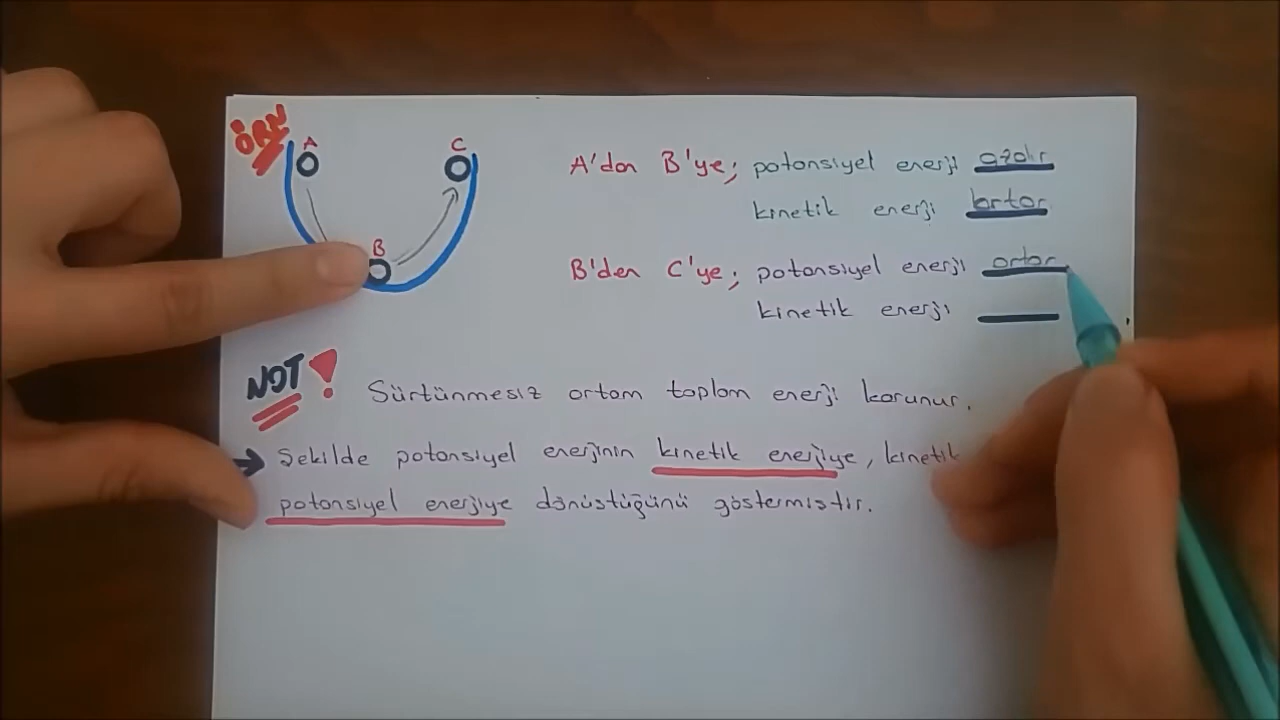 ÖRN
A
C
B
A'dan B'ye; potansiyel enerji azalır
kinetik enerji artar
B'den C'ye; potansiyel enerji artar
kinetik enerji
NOT!
Sürtünmesiz ortam toplam enerji korunur.
→ Şekilde potansiyel enerjinin kinetik enerjiye, kinetik
potansiyel enerjiye dönüştüğünü göstermiştir.